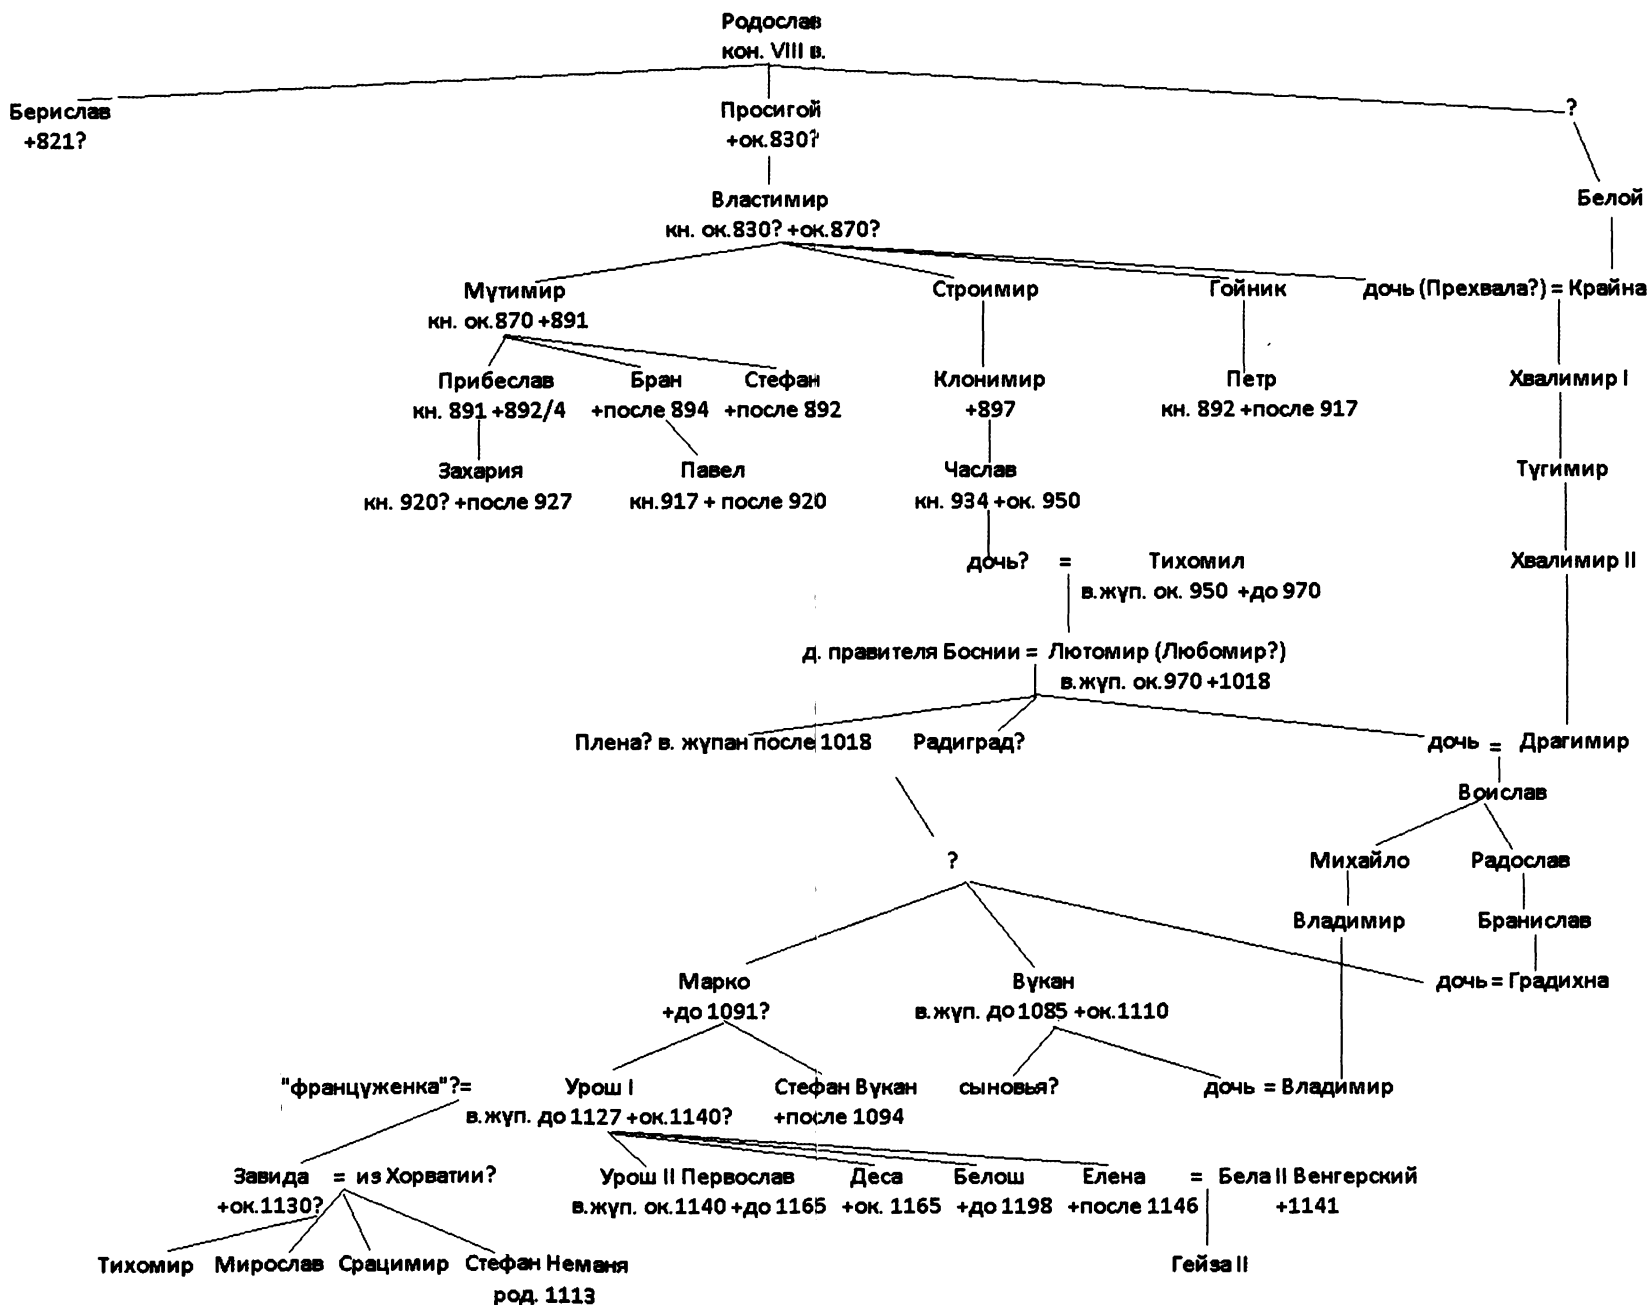 Родослав
кон. VIII в.
Берислав
+821?
Просигой
+ок.830?
?
Властимир
кн. ок.830? +ок.870?
Белой
Мутимир
кн. ок.870 +891
Строимир
Гойник
дочь (Прехвала?) = Крайна
Прибеслав
кн. 891 +892/4
Бран
+после 894
Стефан
+после 892
Клонимир
+897
Петр
кн. 892 +после 917
Хвалимир I
Захария
кн. 920? +после 927
Павел
кн.917 + после 920
Часлав
кн. 934 +ок. 950
Тугимир
дочь? = Тихомил
в.жуп. ок. 950 +до 970
Хвалимир II
д. правителя Боснии = Лютомир (Любомир?)
в.жуп. ок.970 +1018
Плена? в. жупан после 1018
Радиград?
дочь = Драгимир
Воислав
?
Михайло
Радослав
Владимир
Бранислав
Марко
+до 1091?
Вукан
в.жуп. до 1085 +ок.1110
дочь = Градихна
"француженка"?= Урош I
в.жуп. до 1127 +ок.1140?
Стефан Вукан
+после 1094
сыновья?
дочь = Владимир
Завида = из Хорватии?
+ок.1130?
Урош II Первослав
в.жуп. ок.1140 +до 1165
Деса
+ок. 1165
Белош
+до 1198
Елена = Бела II Венгерский
+после 1146
+1141
Тихомир
Мирослав
Срацимир
Стефан Неманя
род. 1113
Гейза II